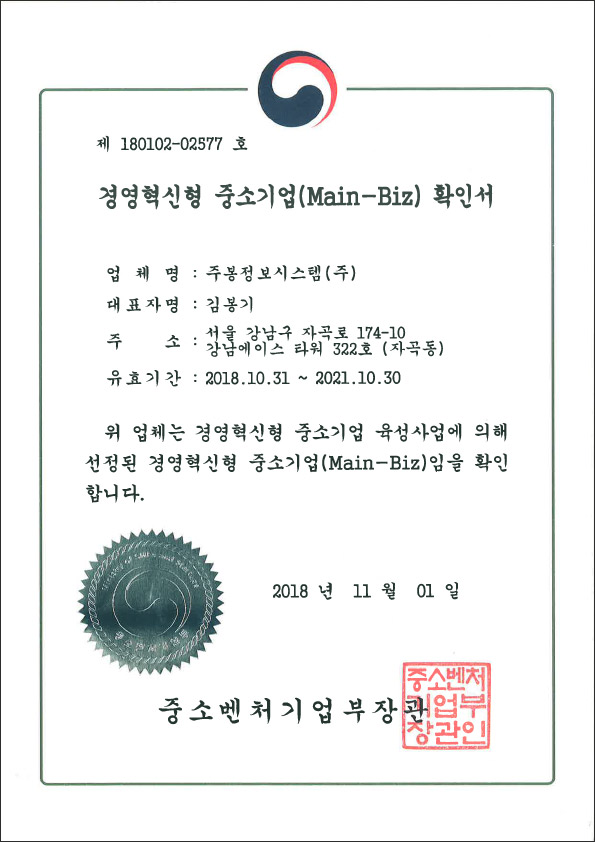 제 180102-02577 호
경영혁신형 중소기업(Main-Biz) 확인서
업 체 명 : 주봉정보시스템(주)
대표자명 : 김봉기
주 소 : 서울 강남구 자곡로 174-10
강남에이스 타워 322호 (자곡동)
유효기간 : 2018.10.31 ~ 2021.10.30
위 업체는 경영혁신형 중소기업 육성사업에 의해
선정된 경영혁신형 중소기업(Main-Biz)임을 확인
합니다.
2018 년 11 월 01 일
중소벤처기업부장관
중소벤처
기업부
장관인